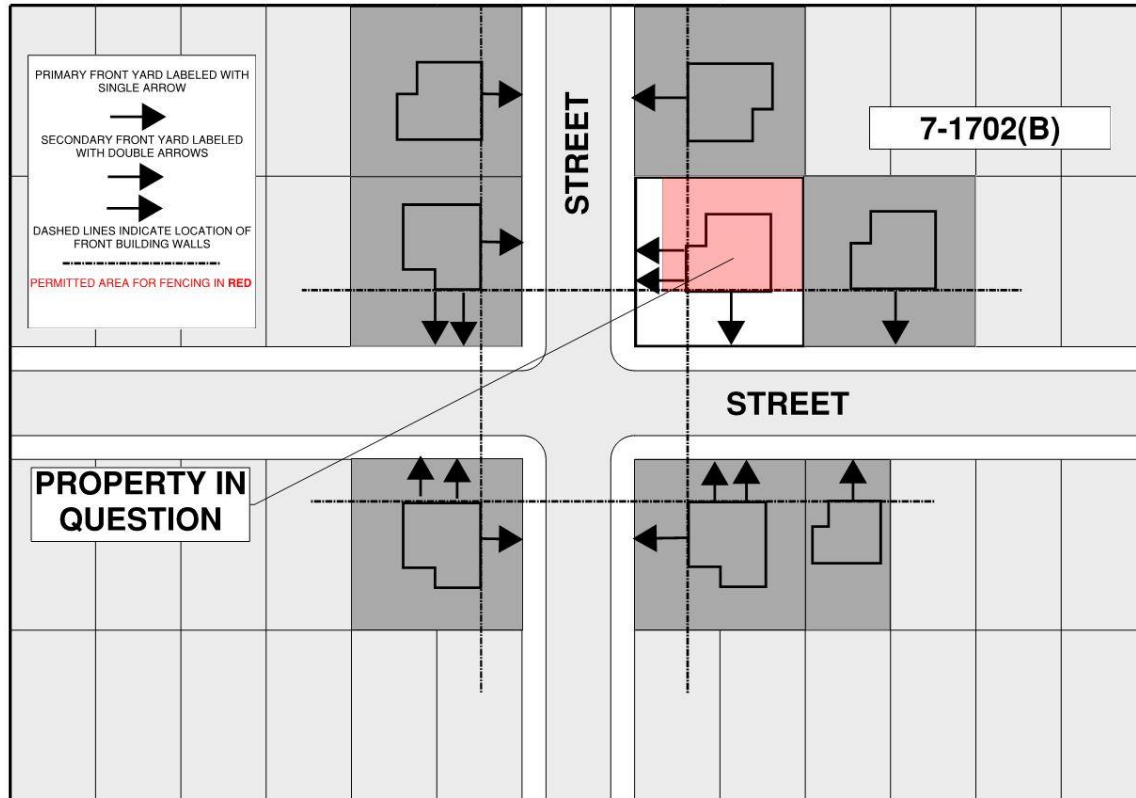 PRIMARY FRONT YARD LABELED WITH
SINGLE ARROW
SECONDARY FRONT YARD LABELED
WITH DOUBLE ARROWS
DASHED LINES INDICATE LOCATION OF
FRONT BUILDING WALLS
PERMITTED AREA FOR FENCING IN RED
7-1702(B)
STREET
STREET
PROPERTY IN
QUESTION